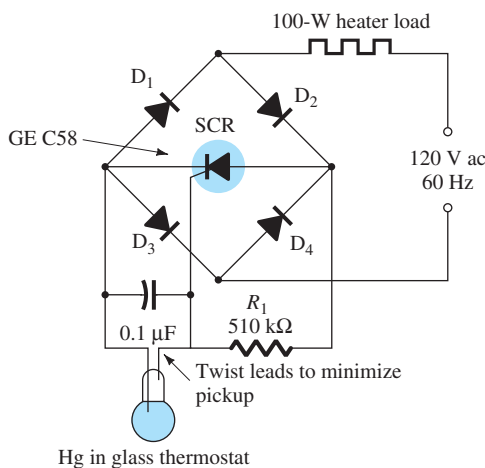 100-W heater load
D1
D2
SCR
GE C58
120 V ac
60 Hz
D3
D4
R1
510 kΩ
0.1 μF
Twist leads to minimize
pickup
Hg in glass thermostat